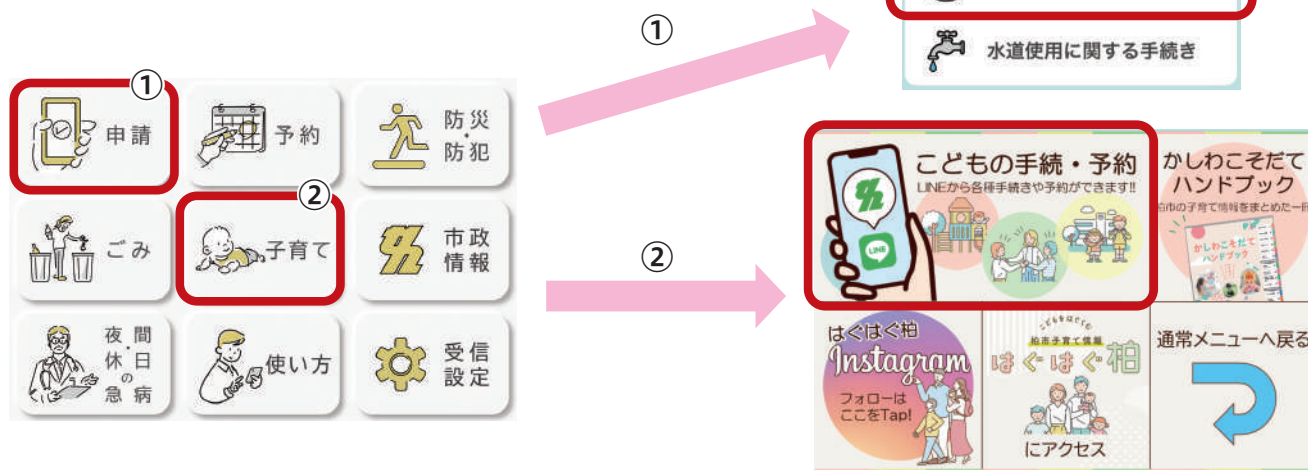 ①
水道使用に関する手続き
①
申請
予約
防災
・
防犯
ごみ
②
子育て
市政
情報
夜間
・
休日
の
急病
使い方
受信
設定
②
こどもの手続・予約
LINEから各種手続きや予約ができます!!
LINE
かしわこそだて
ハンドブック
柏市の子育て情報をまとめた一冊
かしわこそだて
ハンドブック
はぐはぐ柏
Instagram
フォローは
ここをTap!
こどもをはぐくむ
柏市子育て情報
はぐはぐ柏
にアクセス
通常メニューへ戻る